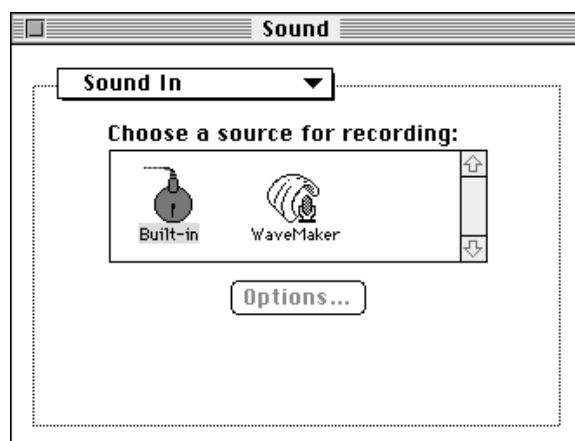 Sound
Sound In
Choose a source for recording:
Built-in WaveMaker
Options...